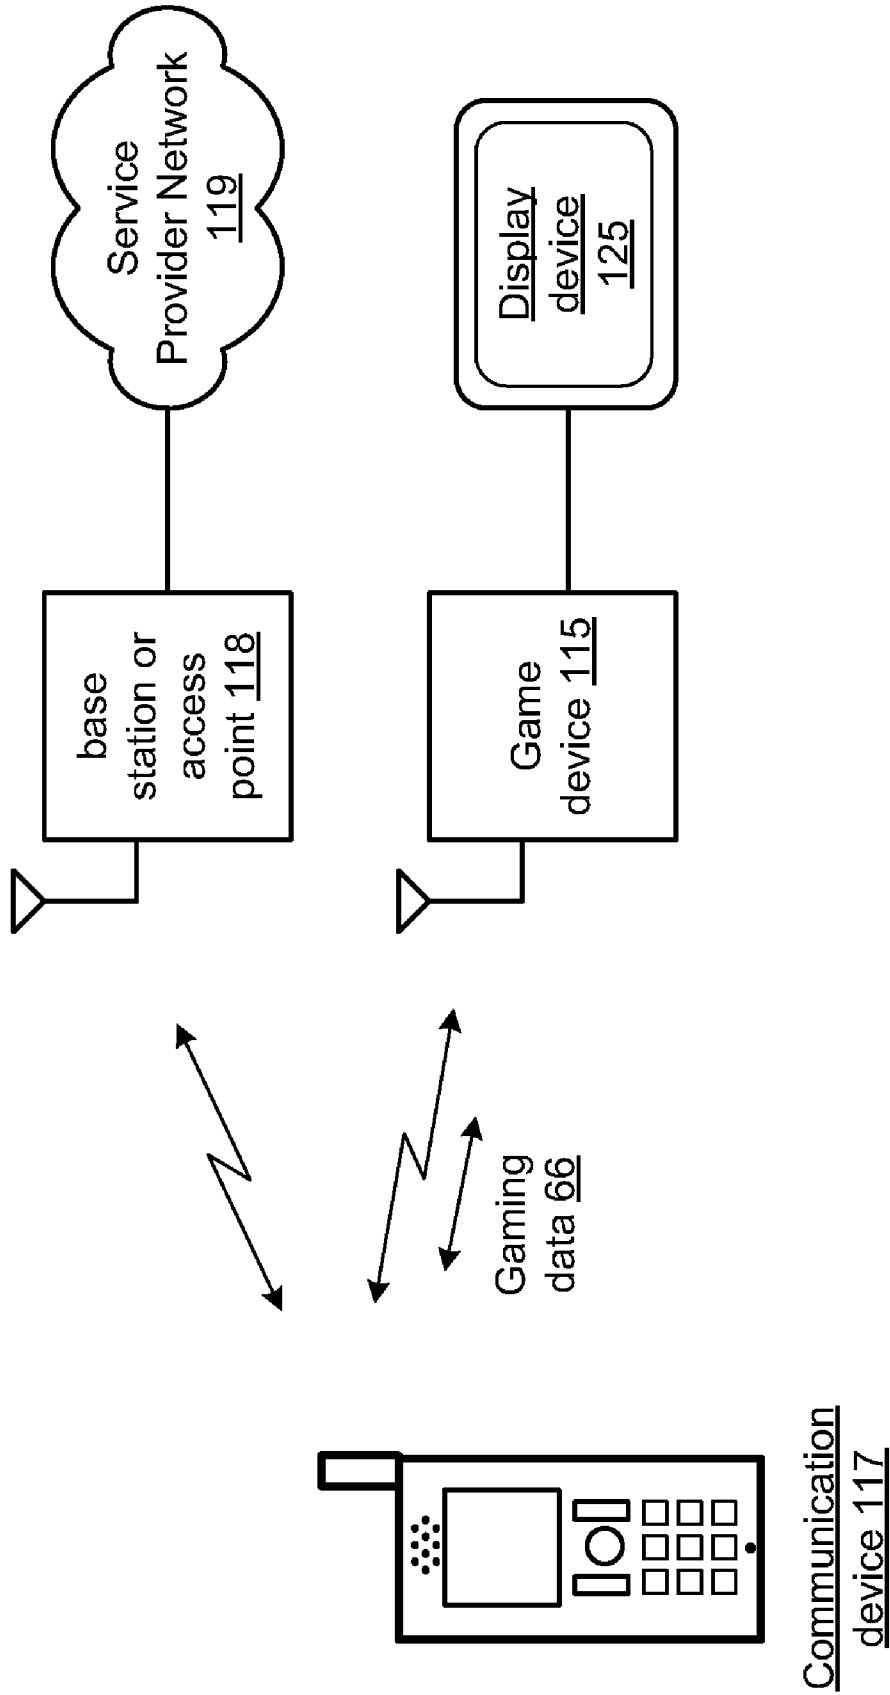 Service
Provider Network
119
base
station or
access
point 118
Display
device
125
Game
device 115
Gaming
data 66
Communication
device 117